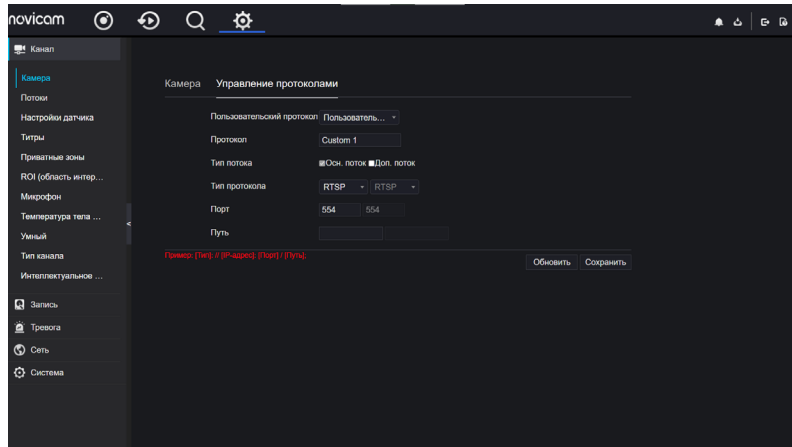 novicam
Канал
Камера
Потоки
Настройки датчика
Титры
Приватные зоны
ROI (область интер...
Микрофон
Температура тела ...
Умный
Тип канала
Интеллектуальное ...
Запись
Тревога
Сеть
Система
Камера Управление протоколами
Пользовательский протокол Пользователь...
Протокол Custom 1
Тип потока Осн. поток Доп. поток
Тип протокола RTSP RTSP
Порт 554 554
Путь
Пример: [Тип]: // [IP-адрес]: [Порт] / [Путь].
Обновить Сохранить